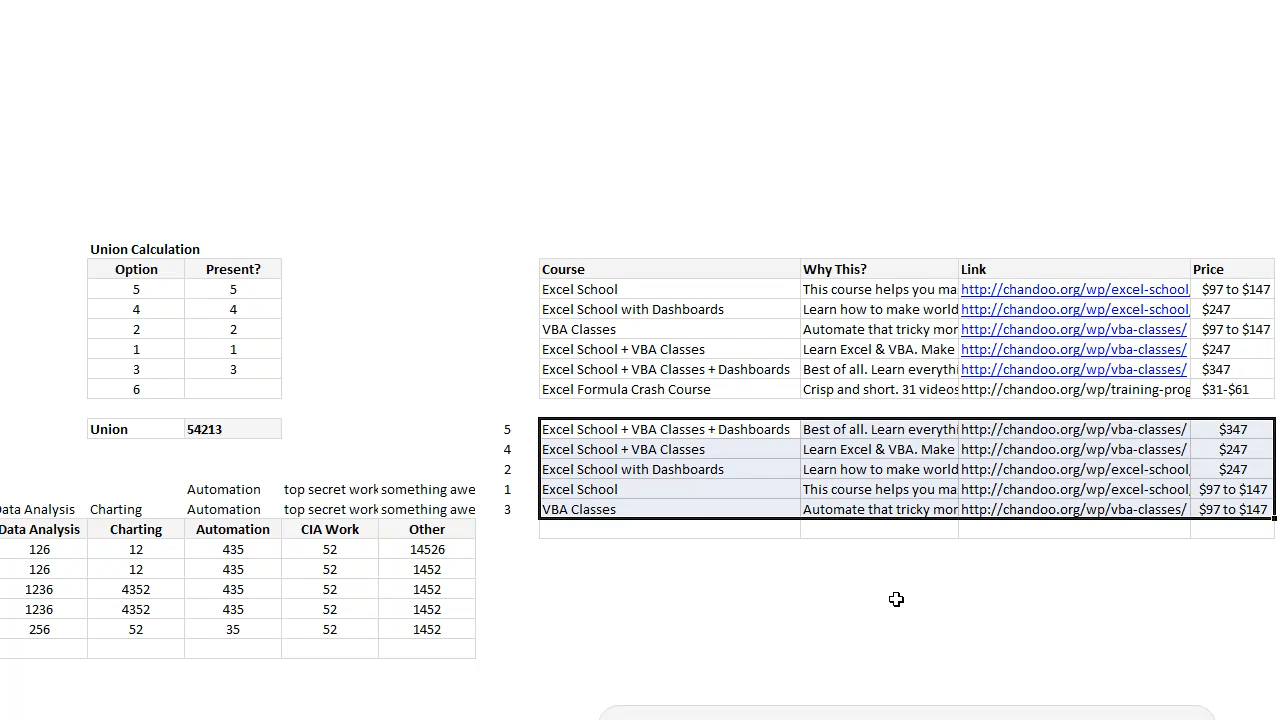 Union Calculation
Option Present?
5 5
4 4
2 2
1 1
3 3
6
Union 54213
Automation top secret work something awe
Data Analysis Charting Automation top secret work something awe
Data Analysis Charting Automation CIA Work Other
126 12 435 52 14526
126 12 435 52 1452
1236 4352 435 52 1452
1236 4352 435 52 1452
256 52 35 52 1452
Course Why This? Link Price
Excel School This course helps you ma http://chandoo.org/wp/excel-school $97 to $147
Excel School with Dashboards Learn how to make world http://chandoo.org/wp/excel-school $247
VBA Classes Automate that tricky mor http://chandoo.org/wp/vba-classes/ $97 to $147
Excel School + VBA Classes Learn Excel & VBA. Make http://chandoo.org/wp/vba-classes/ $247
Excel School + VBA Classes + Dashboards Best of all. Learn everythi http://chandoo.org/wp/vba-classes/ $347
Excel Formula Crash Course Crisp and short. 31 videos http://chandoo.org/wp/training-prog $31-$61
5 Excel School + VBA Classes + Dashboards Best of all. Learn everythi http://chandoo.org/wp/vba-classes/ $347
4 Excel School + VBA Classes Learn Excel & VBA. Make http://chandoo.org/wp/vba-classes/ $247
2 Excel School with Dashboards Learn how to make world http://chandoo.org/wp/excel-school $247
1 Excel School This course helps you ma http://chandoo.org/wp/excel-school $97 to $147
3 VBA Classes Automate that tricky mor http://chandoo.org/wp/vba-classes/ $97 to $147